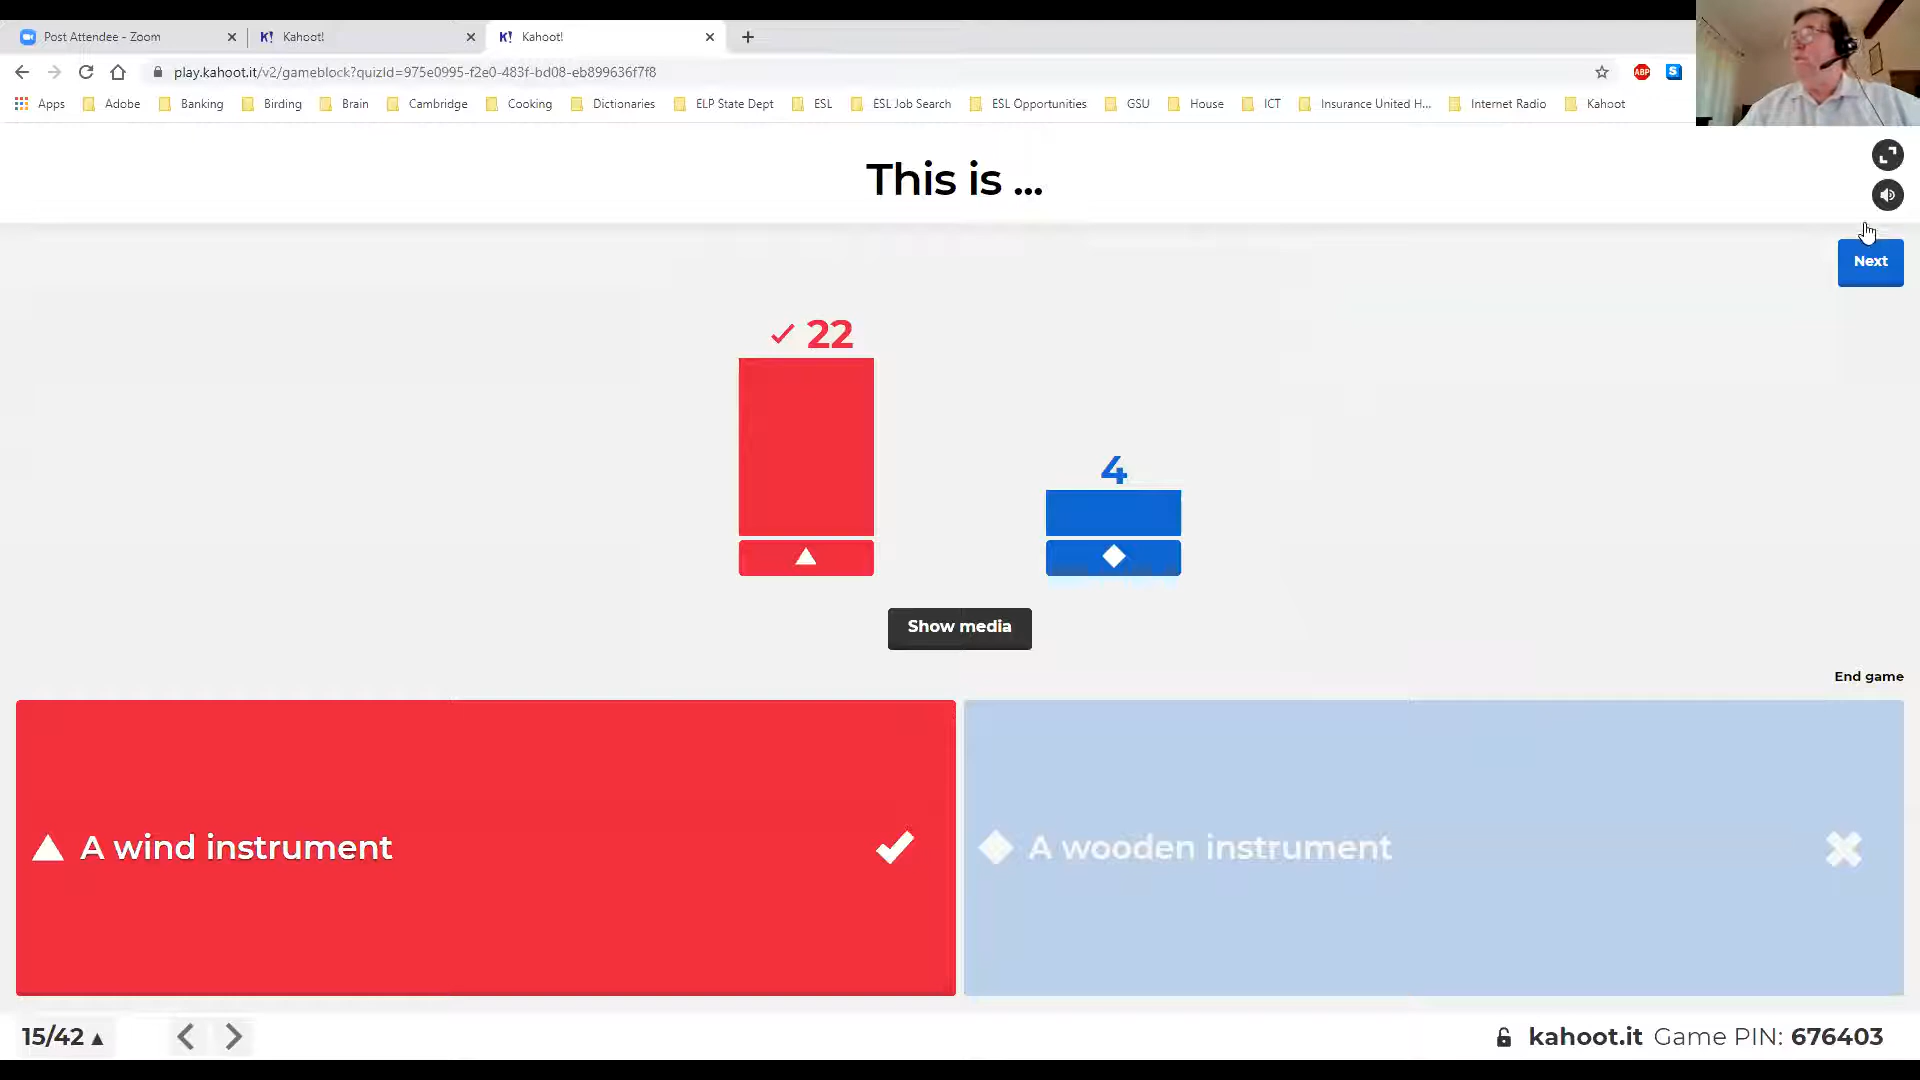 Post Attendee - Zoom
K! Kahoot!
K! Kahoot!
play.kahoot.it/v2/gameblock?quizId=975e0995-f2e0-483f-bd08-eb899636f7f8
ABP
S
Apps Adobe Banking Birding Brain Cambridge Cooking Dictionaries ELP State Dept ESL ESL Job Search ESL Opportunities GSU House ICT Insurance United H... Internet Radio Kahoot
This is ...
Next
22
4
Show media
End game
A wind instrument
A wooden instrument
15/42
kahoot.it Game PIN: 676403